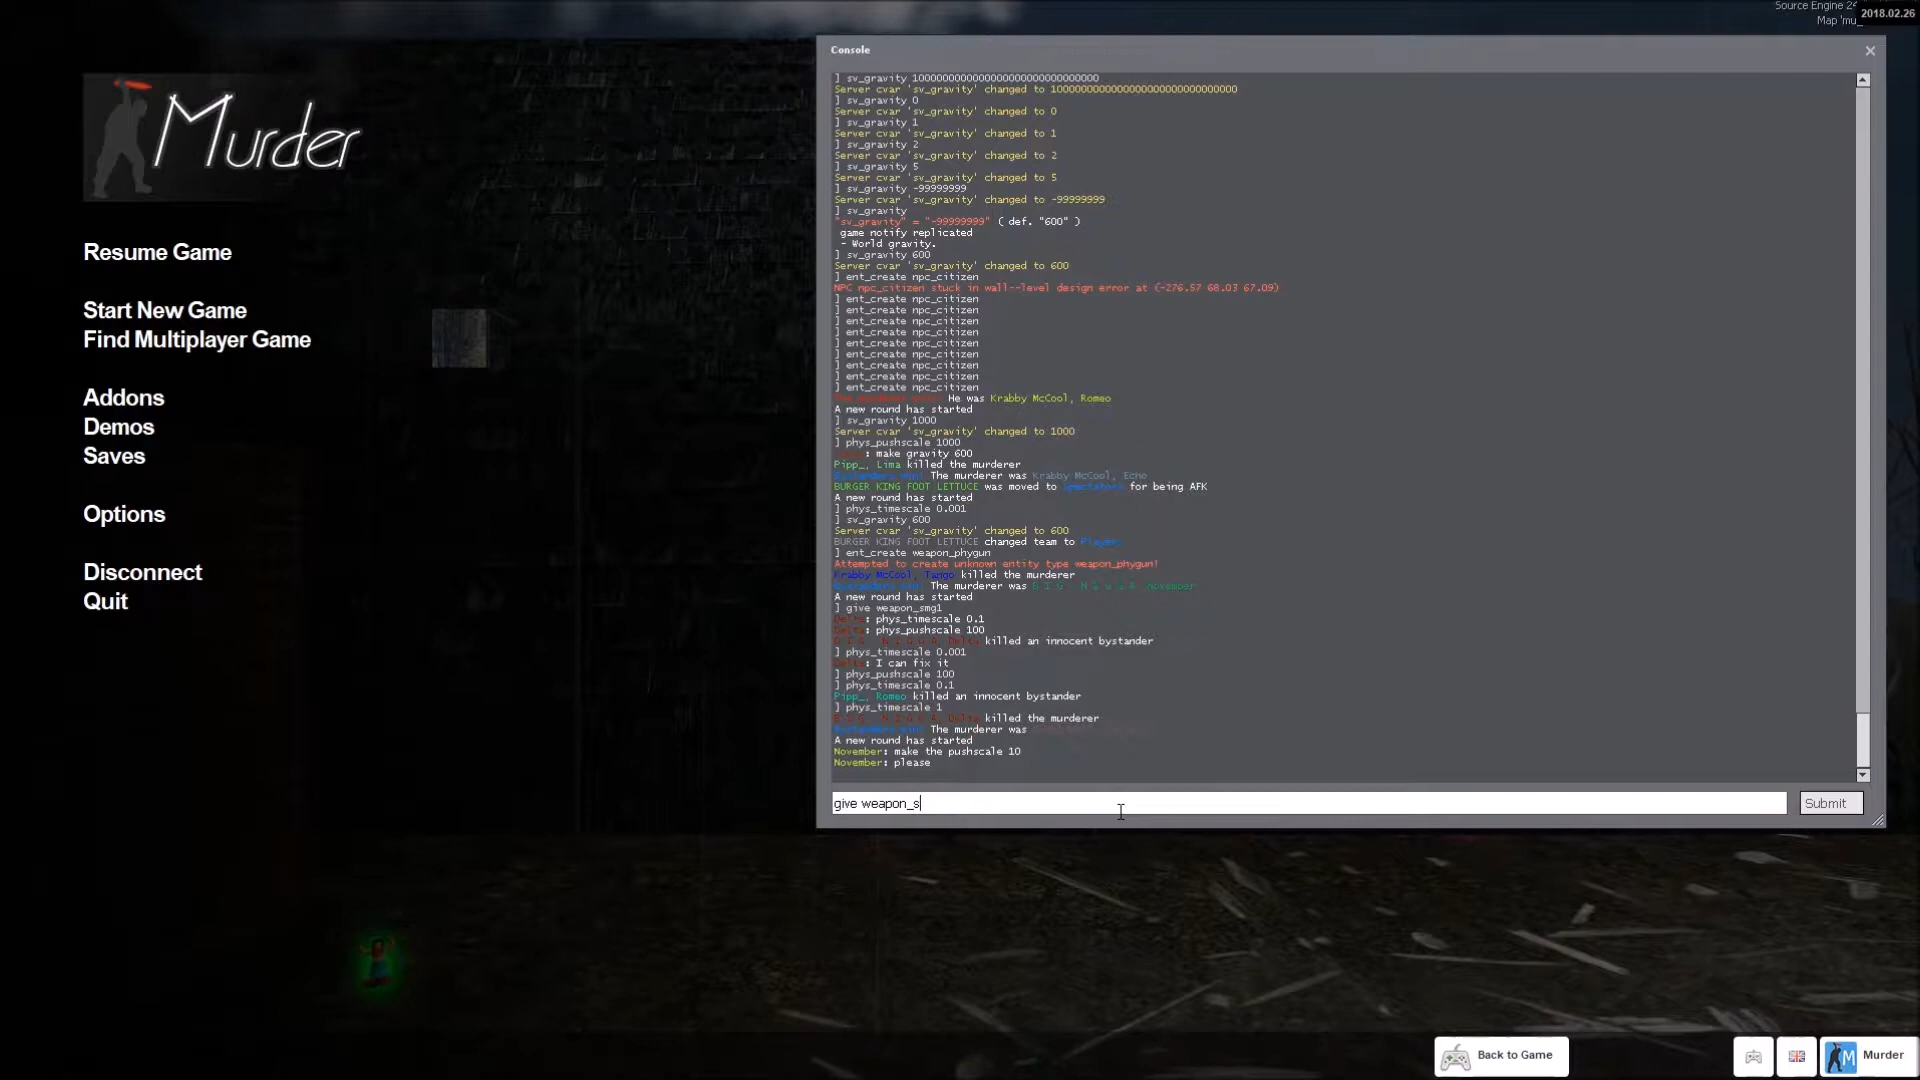 Source Engine 24
2018.02.26
Map 'mu_
Murder
Resume Game
Start New Game
Find Multiplayer Game
Addons
Demos
Saves
Options
Disconnect
Quit
Console
] sv_gravity
Server cvar 'sv_gravity' changed to
] sv_gravity 0
Server cvar 'sv_gravity' changed to 0
] sv_gravity 1
Server cvar 'sv_gravity' changed to 1
] sv_gravity 2
Server cvar 'sv_gravity' changed to 2
] sv_gravity 5
Server cvar 'sv_gravity' changed to 5
] sv_gravity -99999999
Server cvar 'sv_gravity' changed to -99999999
] sv_gravity
"sv_gravity" = "-99999999" ( def. "600" )
game notify replicated
- World gravity.
] sv_gravity 600
Server cvar 'sv_gravity' changed to 600
] ent_create npc_citizen
NPC npc_citizen stuck in wall--level design error at (-276.57 68.03 67.09)
] ent_create npc_citizen
] ent_create npc_citizen
] ent_create npc_citizen
] ent_create npc_citizen
] ent_create npc_citizen
] ent_create npc_citizen
] ent_create npc_citizen
] ent_create npc_citizen
] ent_create npc_citizen
He was Krabby McCool, Romeo
A new round has started
] sv_gravity 1000
Server cvar 'sv_gravity' changed to 1000
] phys_pushscale 1000
: make gravity 600
Pipp_, Lima killed the murderer
The murderer was Krabby McCool, Echo
BURGER KING FOOT LETTUCE was moved to Spectators for being AFK
A new round has started
] phys_timescale 0.001
] sv_gravity 600
Server cvar 'sv_gravity' changed to 600
BURGER KING FOOT LETTUCE changed team to Players
] ent_create weapon_phygun
Attempted to create unknown entity type weapon_phygun!
Krabby McCool, Tango killed the murderer
The murderer was
A new round has started
] give weapon_smg1
Delta: phys_timescale 0.1
Delta: phys_pushscale 100
Delta killed an innocent bystander
] phys_timescale 0.001
Delta: I can fix it
] phys_pushscale 100
] phys_timescale 0.1
Pipp_, Romeo killed an innocent bystander
] phys_timescale 1
Delta killed the murderer
The murderer was
A new round has started
November: make the pushscale 10
November: please
give weapon_s
Submit
Back to Game
Murder